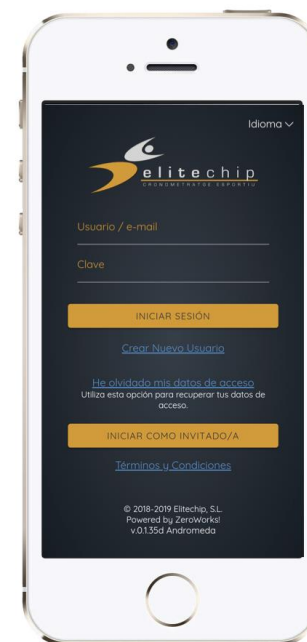 Idioma
elitechip
CRONOMETRATGE ESPORTIU
Usuario / e-mail
Clave
INICIAR SESIÓN
Crear Nuevo Usuario
He olvidado mis datos de acceso
Utiliza esta opción para recuperar tus datos de
acceso.
INICIAR COMO INVITADO/A
Términos y Condiciones
© 2018-2019 Elitechip, S.L.
Powered by ZeroWorks!
v.0.1.35d Andromeda